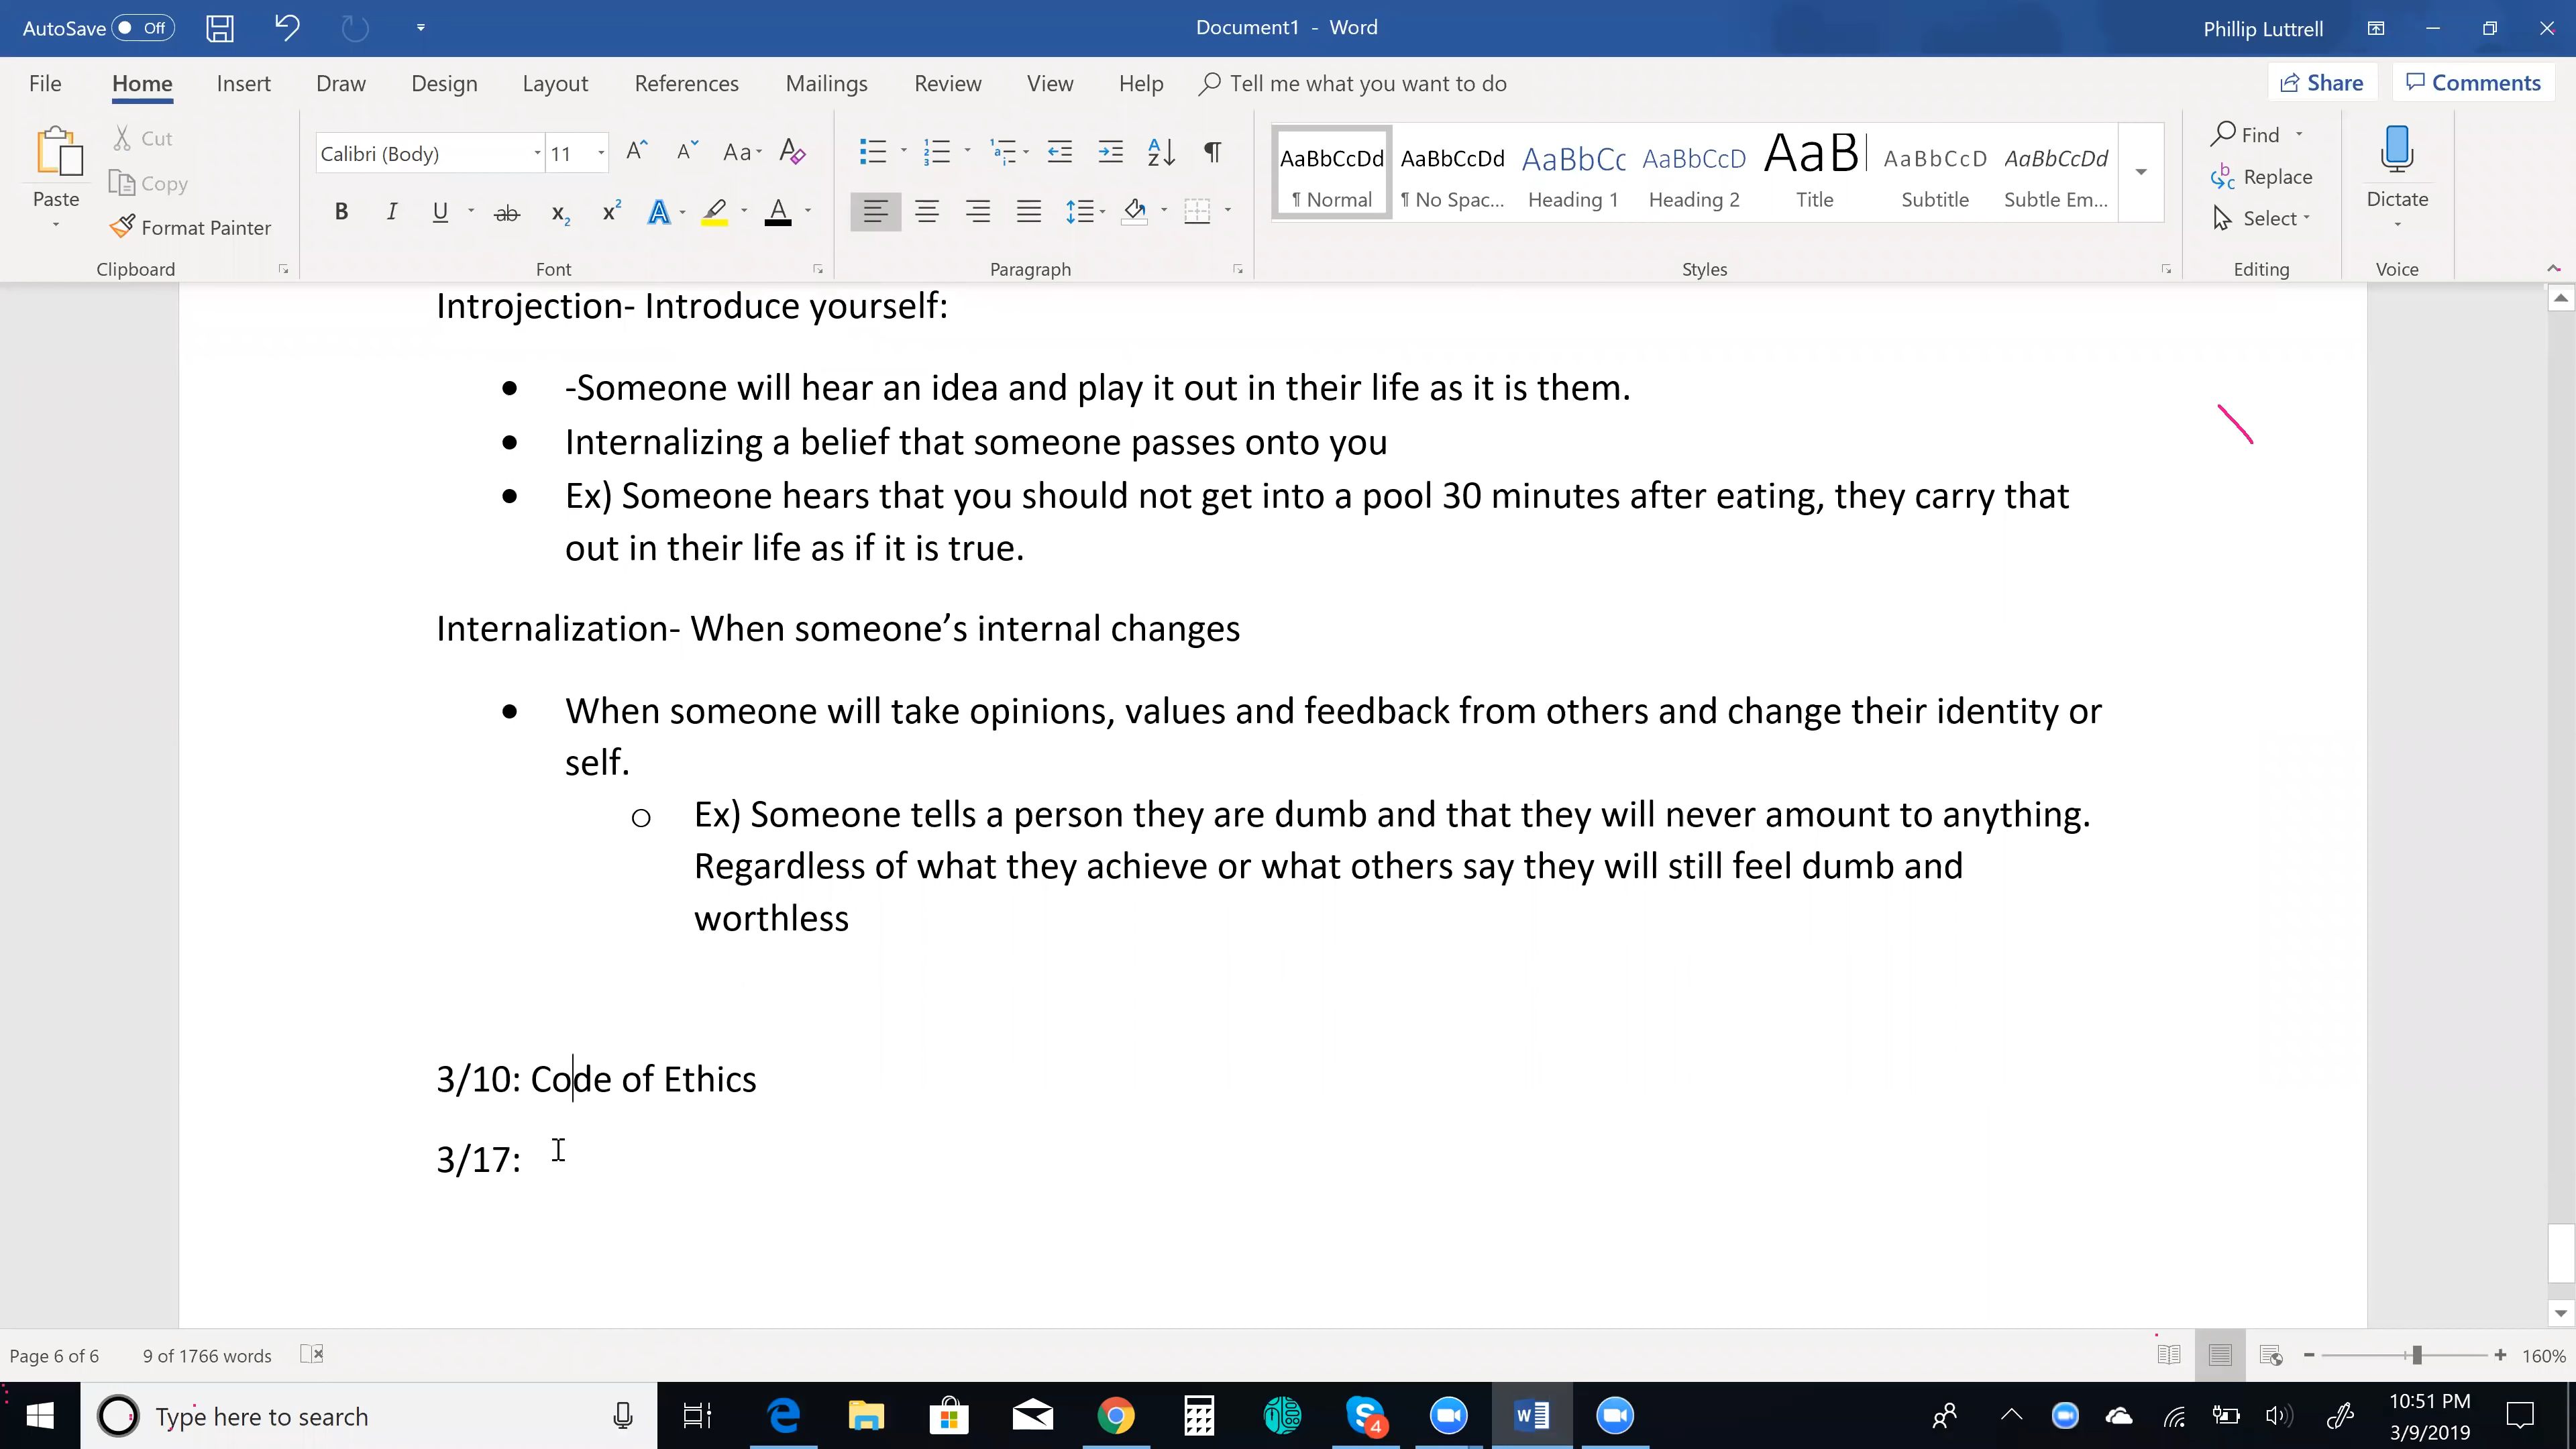 AutoSave Off
Document1 - Word
Phillip Luttrell
File Home Insert Draw Design Layout References Mailings Review View Help Tell me what you want to do
Share Comments
Paste
Cut
Copy
Format Painter
Clipboard
Calibri (Body) 11
Font
Paragraph
AaBbCcDd AaBbCcDd AaBbCc AaBbCcD AaB AaBbCcD AaBbCcDd
¶ Normal ¶ No Spac... Heading 1 Heading 2 Title Subtitle Subtle Em...
Styles
Find
Replace
Select
Editing
Dictate
Voice
Introjection- Introduce yourself:
• -Someone will hear an idea and play it out in their life as it is them.
• Internalizing a belief that someone passes onto you
• Ex) Someone hears that you should not get into a pool 30 minutes after eating, they carry that
out in their life as if it is true.
Internalization- When someone’s internal changes
• When someone will take opinions, values and feedback from others and change their identity or
self.
o Ex) Someone tells a person they are dumb and that they will never amount to anything.
Regardless of what they achieve or what others say they will still feel dumb and
worthless
3/10: Code of Ethics
3/17:
Page 6 of 6 9 of 1766 words
160%
Type here to search
4
10:51 PM
3/9/2019